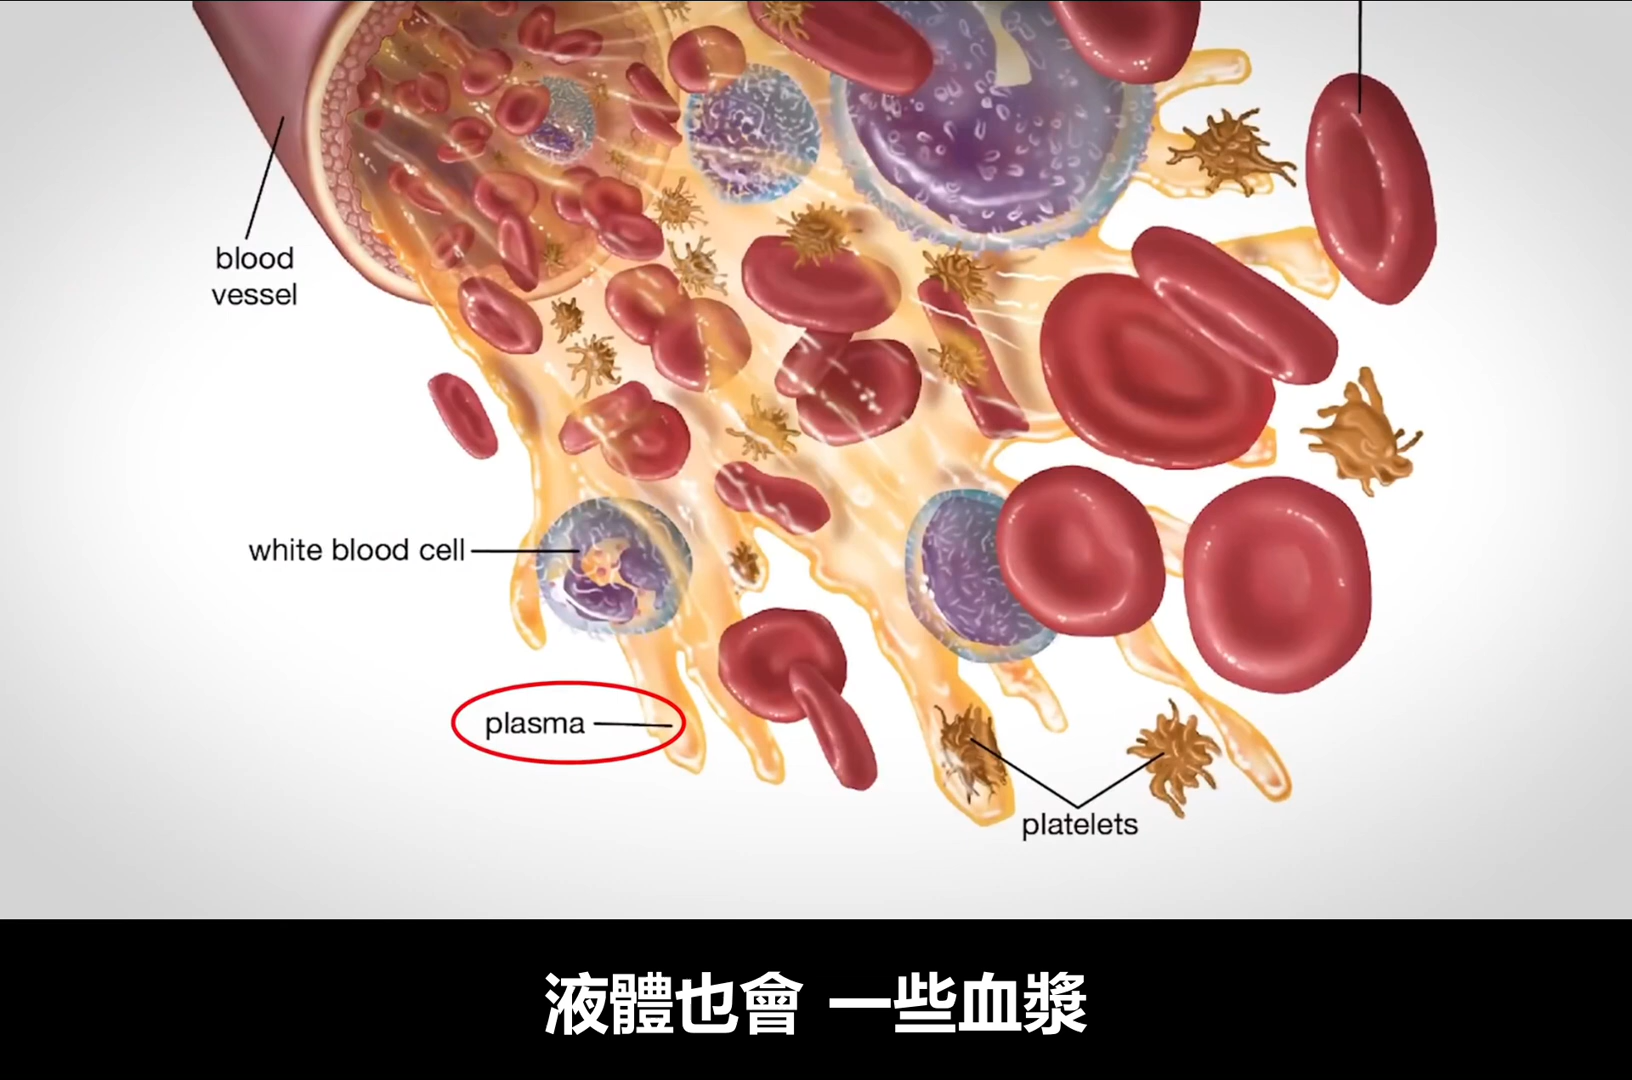 blood
vessel
white blood cell
plasma
platelets
液體也會 一些血漿